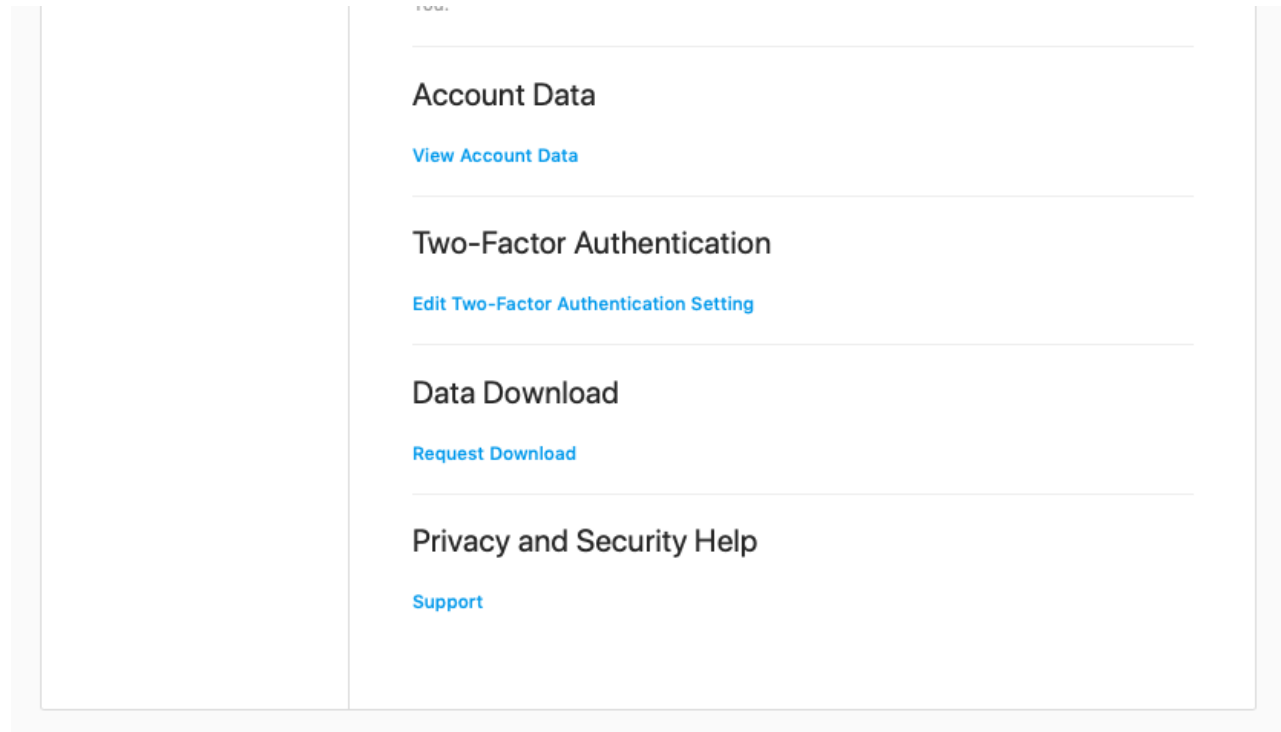 Account Data
View Account Data
Two-Factor Authentication
Edit Two-Factor Authentication Setting
Data Download
Request Download
Privacy and Security Help
Support